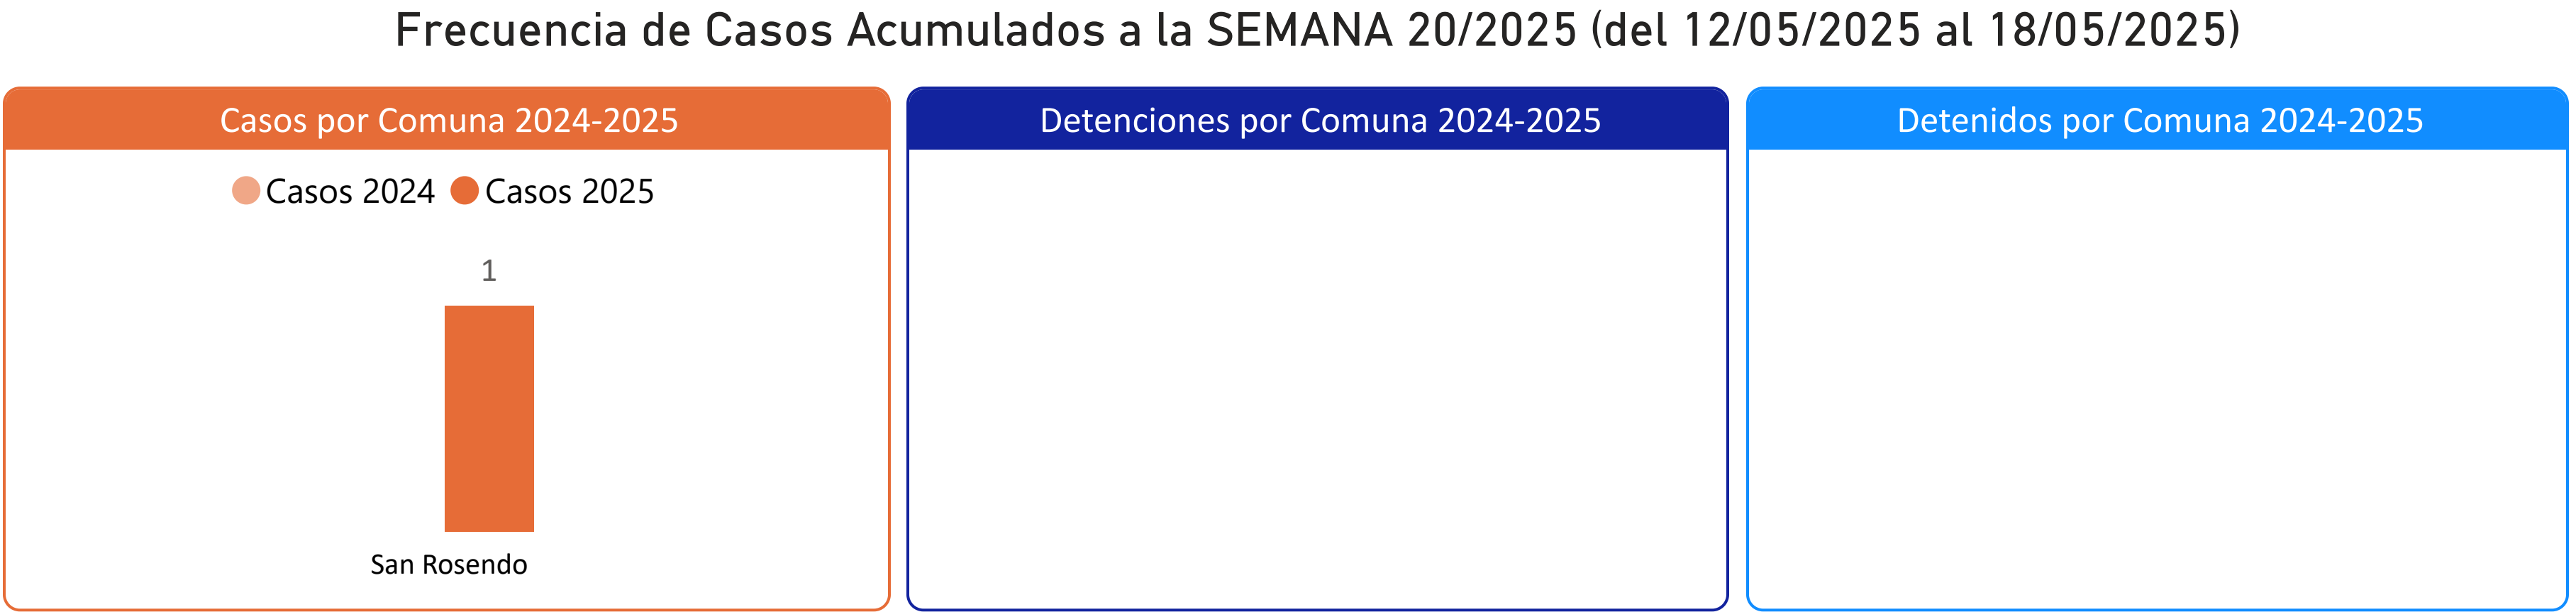 Frecuencia de Casos Acumulados a la SEMANA 20/2025 (del 12/05/2025 al 18/05/2025)
Casos por Comuna 2024-2025
Casos 2024 Casos 2025
1
San Rosendo
Detenciones por Comuna 2024-2025
Detenidos por Comuna 2024-2025